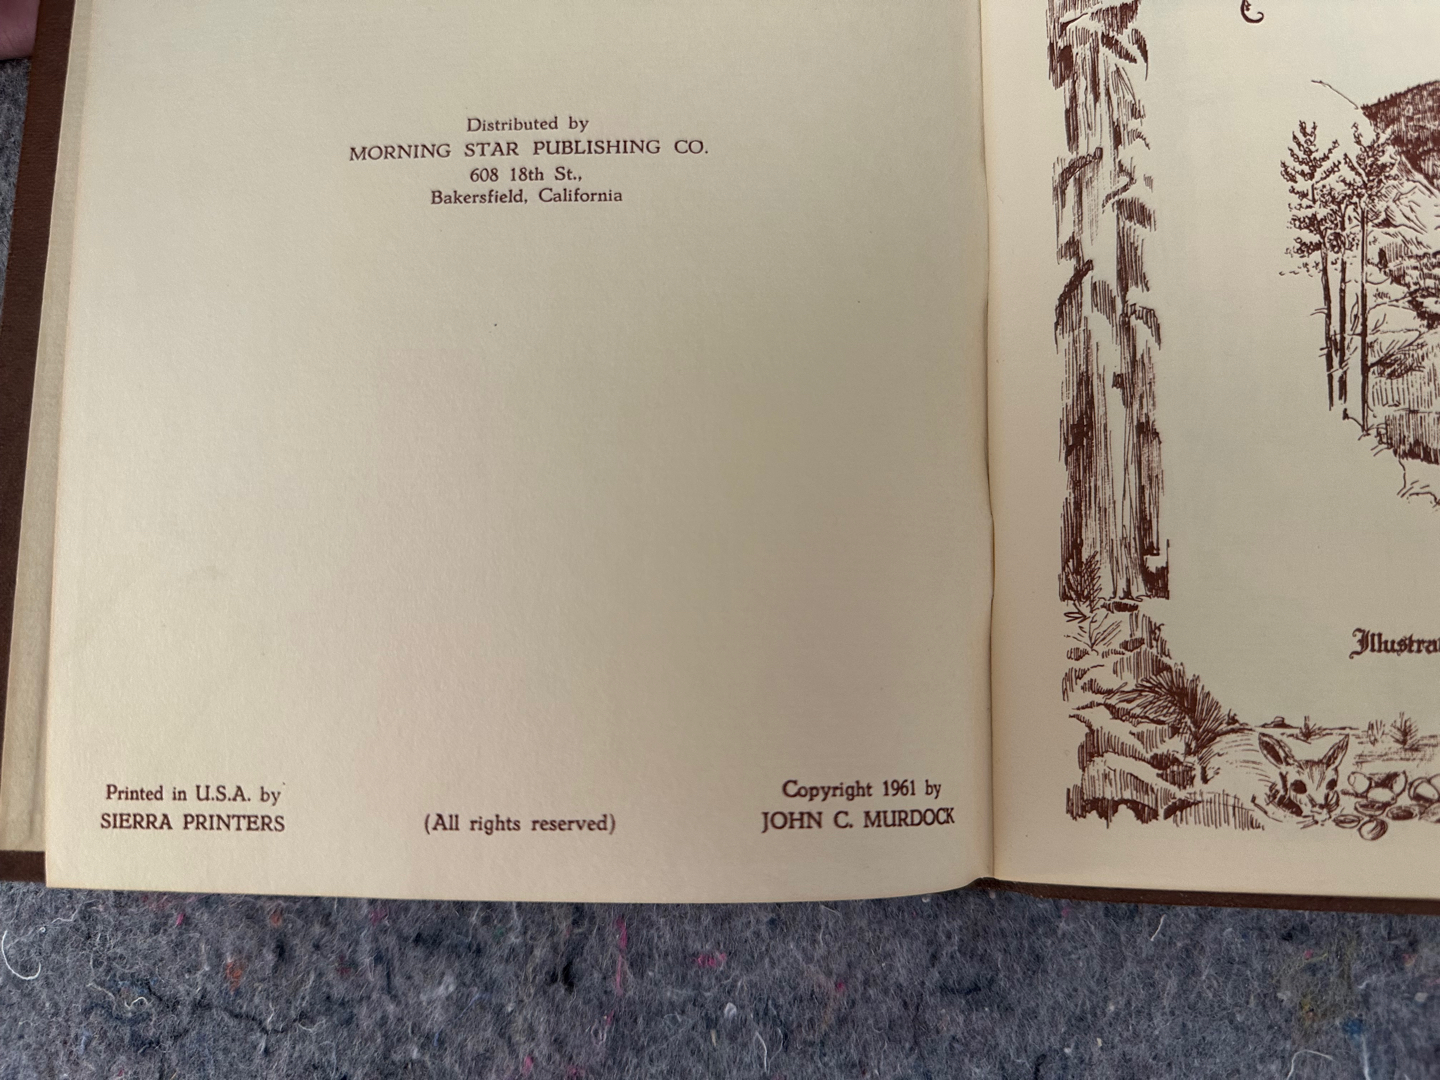 Distributed by
MORNING STAR PUBLISHING CO.
608 18th St.,
Bakersfield, California
Printed in U.S.A. by
SIERRA PRINTERS
(All rights reserved)
Copyright 1961 by
JOHN C. MURDOCK